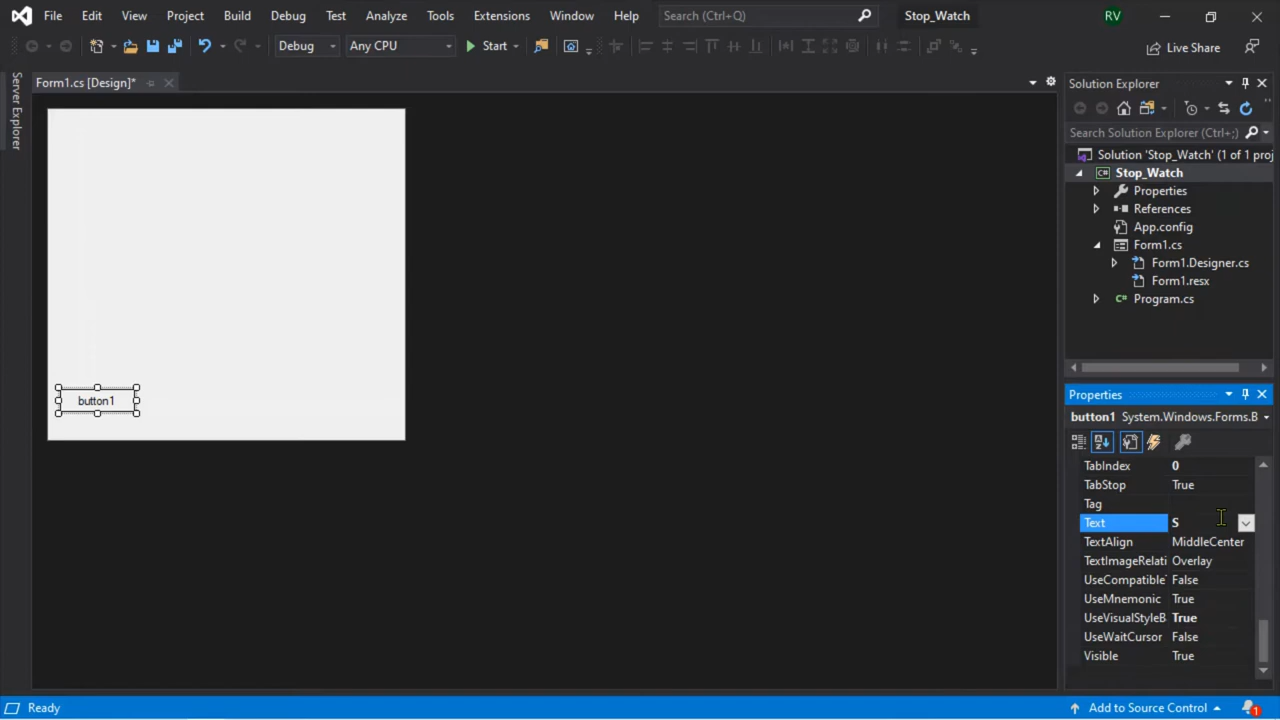 File Edit View Project Build Debug Test Analyze Tools Extensions Window Help Search (Ctrl+Q) Stop_Watch RV
Debug Any CPU Start Live Share
Server Explorer
Form1.cs [Design]*
button1
Solution Explorer
Search Solution Explorer (Ctrl+;)
Solution 'Stop_Watch' (1 of 1 proj
C# Stop_Watch
Properties
References
App.config
Form1.cs
Form1.Designer.cs
Form1.resx
C# Program.cs
Properties
button1 System.Windows.Forms.B
TabIndex 0
TabStop True
Tag
Text S
TextAlign MiddleCenter
TextImageRelati Overlay
UseCompatible False
UseMnemonic True
UseVisualStyleB True
UseWaitCursor False
Visible True
Ready Add to Source Control 1